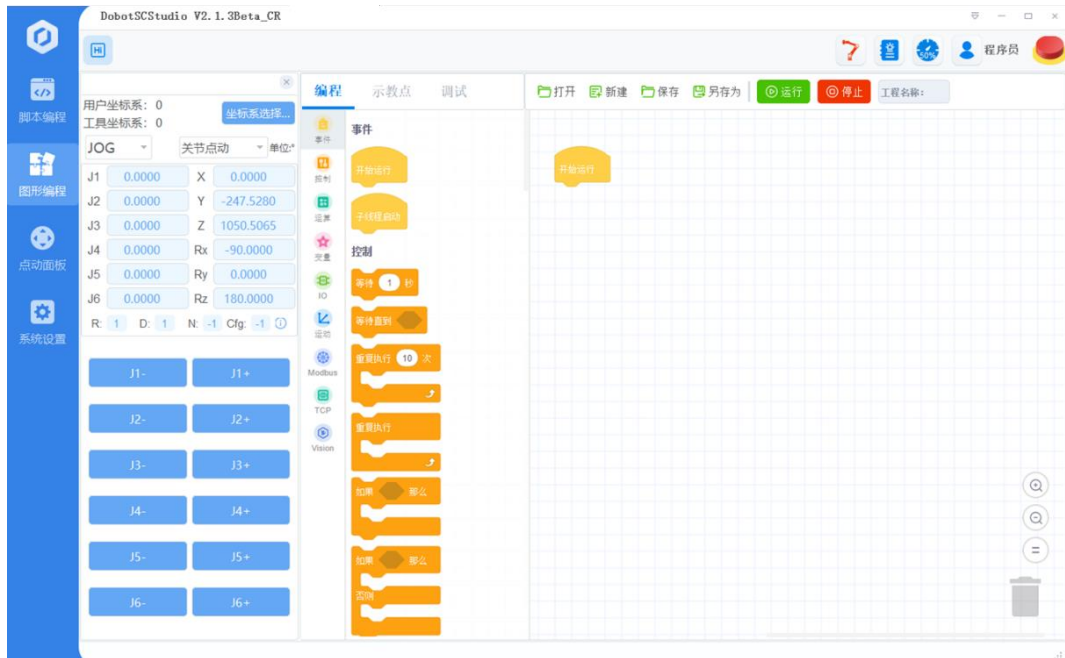 DobotSCStudio V2.1.3Beta_CR
Hi
50%
程序员
脚本编程
图形编程
点动面板
系统设置
用户坐标系: 0
工具坐标系: 0
坐标系选择...
JOG 关节点动 单位:°
J1 0.0000 X 0.0000
J2 0.0000 Y -247.5280
J3 0.0000 Z 1050.5065
J4 0.0000 Rx -90.0000
J5 0.0000 Ry 0.0000
J6 0.0000 Rz 180.0000
R: 1 D: 1 N: -1 Cfg: -1
J1- J1+
J2- J2+
J3- J3+
J4- J4+
J5- J5+
J6- J6+
编程 示教点 调试
打开 新建 保存 另存为 运行 停止 工程名称:
事件
控制
运算
变量
IO
运动
Modbus
TCP
Vision
事件
开始运行
子线程启动
控制
等待 1 秒
等待直到
重复执行 10 次
重复执行
如果 那么
如果 那么
否则
开始运行